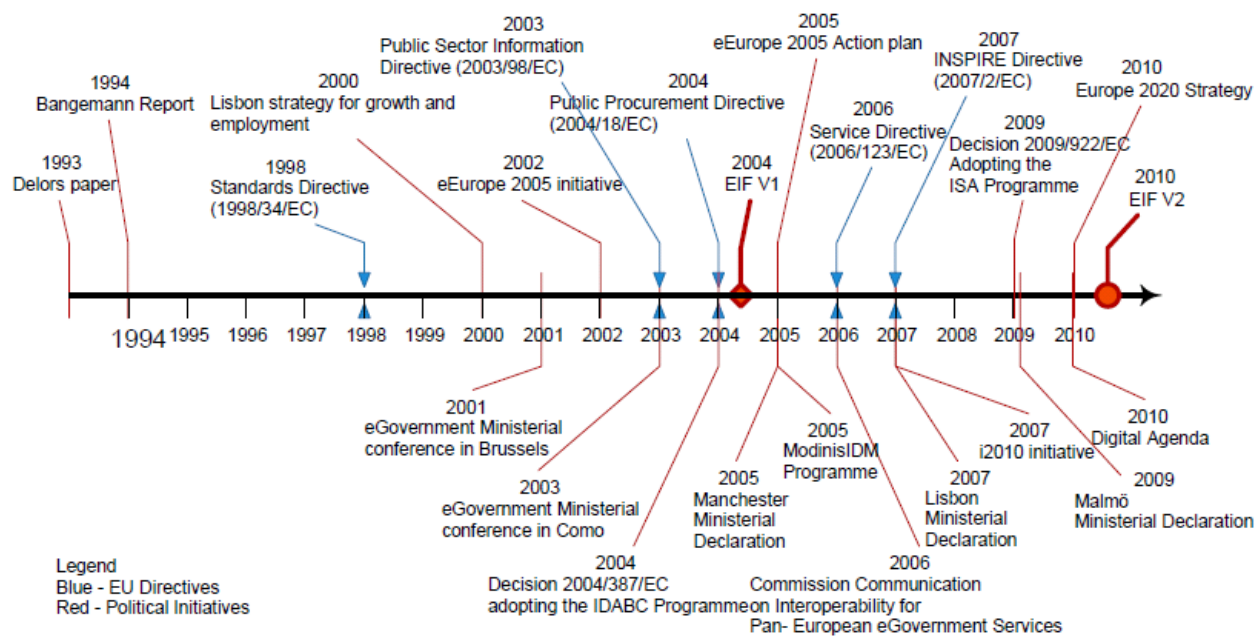 1993
Delors paper
1994
Bangemann Report
1998
Standards Directive
(1998/34/EC)
2000
Lisbon strategy for growth and
employment
2002
eEurope 2005 initiative
2003
Public Sector Information
Directive (2003/98/EC)
2004
Public Procurement Directive
(2004/18/EC)
2004
EIF V1
2005
eEurope 2005 Action plan
2006
Service Directive
(2006/123/EC)
2007
INSPIRE Directive
(2007/2/EC)
2009
Decision 2009/922/EC
Adopting the
ISA Programme
2010
Europe 2020 Strategy
2010
EIF V2
1994 1995 1996 1997 1998 1999 2000 2001 2002 2003 2004 2005 2006 2007 2008 2009 2010
2001
eGovernment Ministerial
conference in Brussels
2003
eGovernment Ministerial
conference in Como
2004
Decision 2004/387/EC
adopting the IDABC Programme
2005
Manchester
Ministerial
Declaration
2005
ModinisIDM
Programme
2006
Commission Communication
on Interoperability for
Pan- European eGovernment Services
2007
Lisbon
Ministerial
Declaration
2007
i2010 initiative
2009
Malmö
Ministerial Declaration
2010
Digital Agenda
Legend
Blue - EU Directives
Red - Political Initiatives